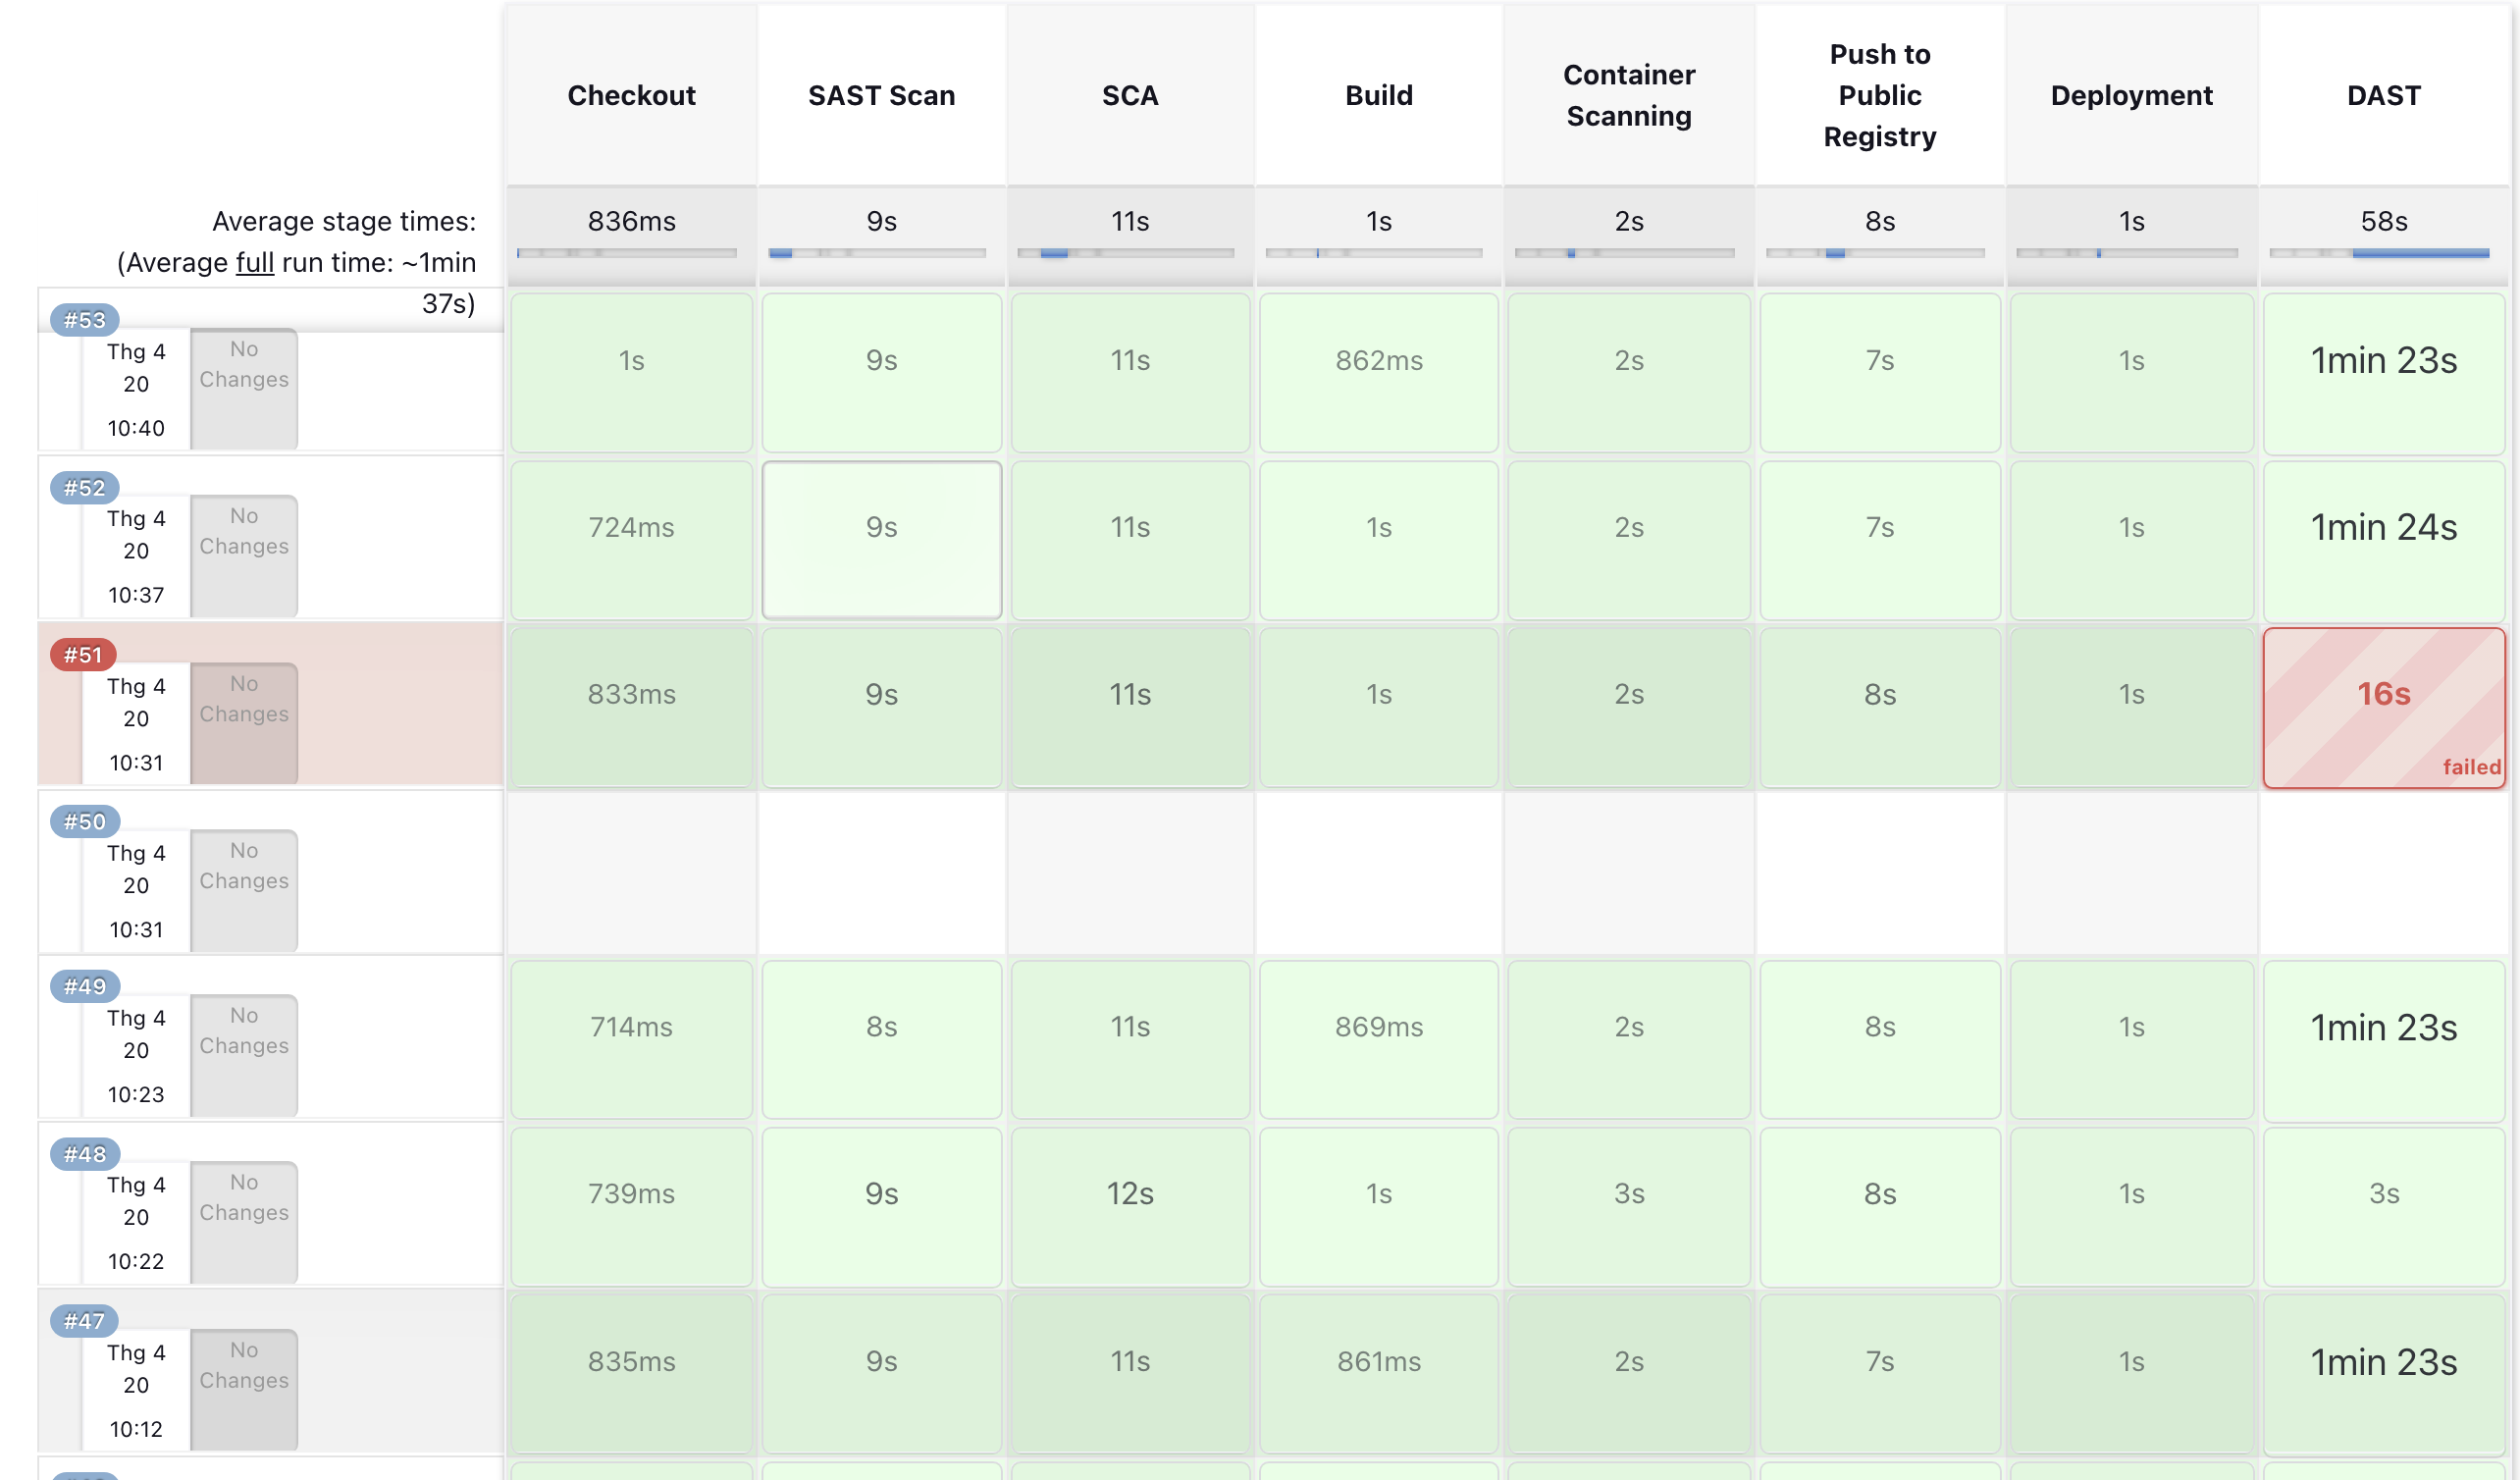 Checkout
SAST Scan
SCA
Build
Container
Scanning
Push to
Public
Registry
Deployment
DAST
Average stage times:
(Average full run time: ~1min
37s)
836ms
9s
11s
1s
2s
8s
1s
58s
#53
Thg 4
20
10:40
No
Changes
1s
9s
11s
862ms
2s
7s
1s
1min 23s
#52
Thg 4
20
10:37
No
Changes
724ms
9s
11s
1s
2s
7s
1s
1min 24s
#51
Thg 4
20
10:31
No
Changes
833ms
9s
11s
1s
2s
8s
1s
16s
failed
#50
Thg 4
20
10:31
No
Changes
#49
Thg 4
20
10:23
No
Changes
714ms
8s
11s
869ms
2s
8s
1s
1min 23s
#48
Thg 4
20
10:22
No
Changes
739ms
9s
12s
1s
3s
8s
1s
3s
#47
Thg 4
20
10:12
No
Changes
835ms
9s
11s
861ms
2s
7s
1s
1min 23s